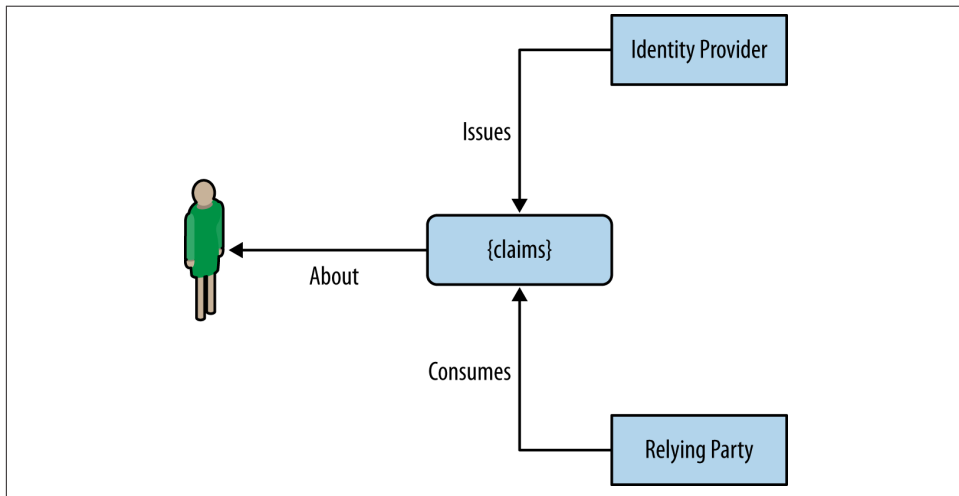 Identity Provider
Issues
{claims}
About
Consumes
Relying Party